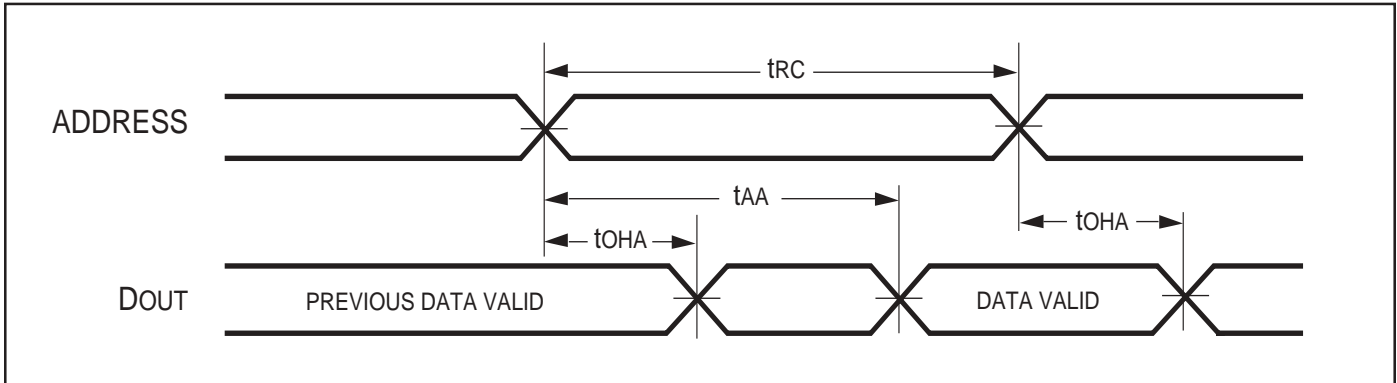 tRC
ADDRESS
tAA
tOHA
tOHA
DOUT
PREVIOUS DATA VALID
DATA VALID